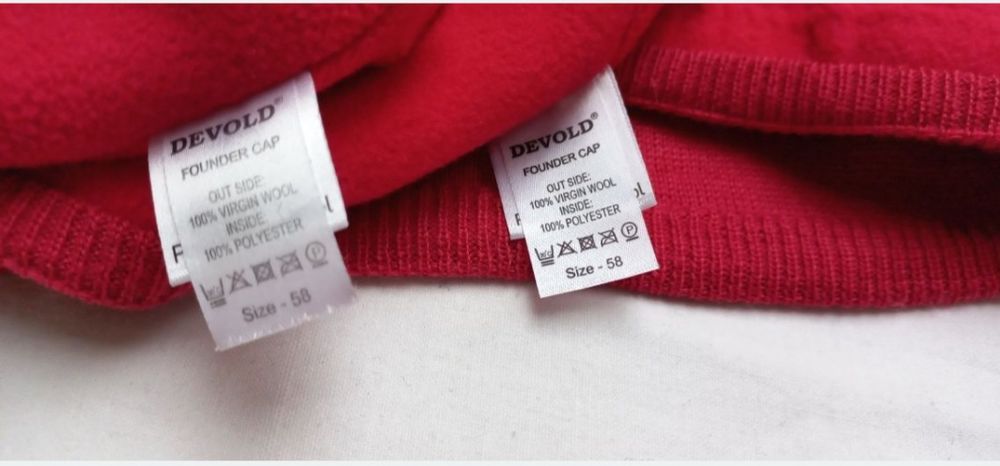 DEVOLD®
FOUNDER CAP
OUT SIDE:
100% VIRGIN WOOL
INSIDE:
100% POLYESTER
Size - 58
DEVOLD®
FOUNDER CAP
OUT SIDE:
100% VIRGIN WOOL
INSIDE:
100% POLYESTER
Size - 58